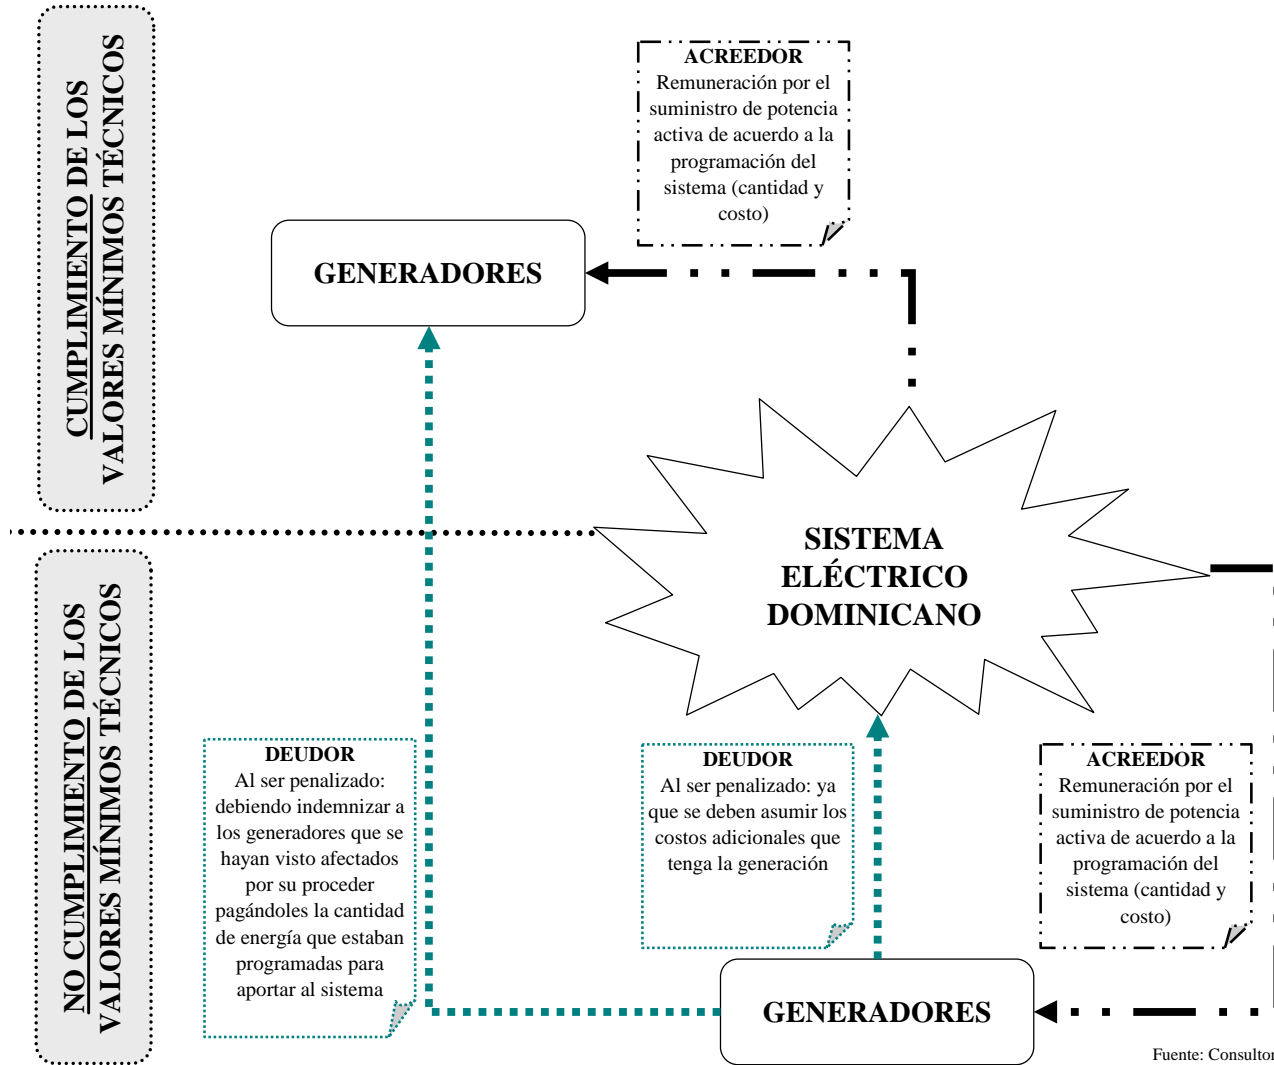 CUMPLIMIENTO DE LOS
VALORES MÍNIMOS TÉCNICOS
ACREEDOR
Remuneración por el
suministro de potencia
activa de acuerdo a la
programación del
sistema (cantidad y
costo)
GENERADORES
SISTEMA
ELÉCTRICO
DOMINICANO
NO CUMPLIMIENTO DE LOS
VALORES MÍNIMOS TÉCNICOS
DEUDOR
Al ser penalizado:
debiendo indemnizar a
los generadores que se
hayan visto afectados
por su proceder
pagándoles la cantidad
de energía que estaban
programadas para
aportar al sistema
DEUDOR
Al ser penalizado: ya
que se deben asumir los
costos adicionales que
tenga la generación
ACREEDOR
Remuneración por el
suministro de potencia
activa de acuerdo a la
programación del
sistema (cantidad y
costo)
GENERADORES
Fuente: Consultor